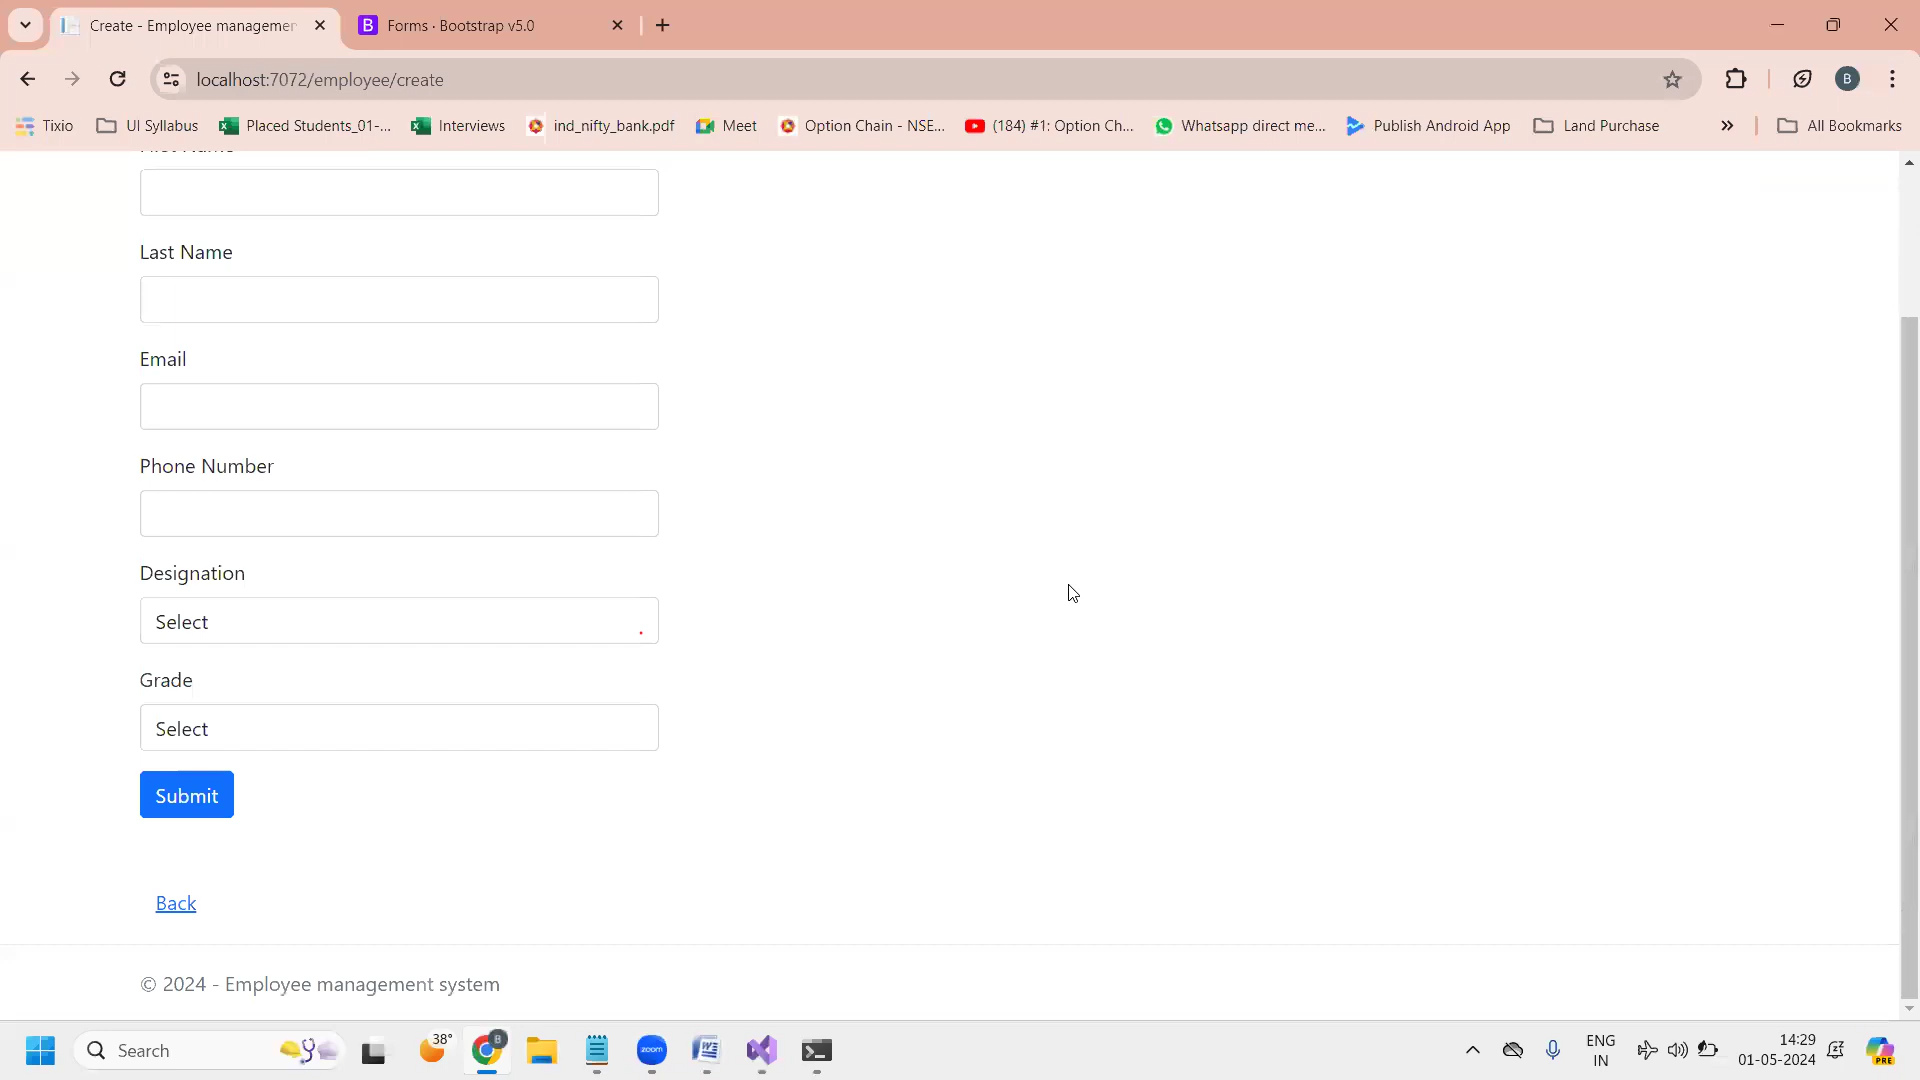 Create - Employee managemer
Forms · Bootstrap v5.0
localhost:7072/employee/create
B
Tixio
UI Syllabus
Placed Students_01-...
Interviews
ind_nifty_bank.pdf
Meet
Option Chain - NSE...
(184) #1: Option Ch...
Whatsapp direct me...
Publish Android App
Land Purchase
All Bookmarks
Last Name
Email
Phone Number
Designation
Select
Grade
Select
Submit
Back
© 2024 - Employee management system
Search
38°
B
zoom
ENG
IN
14:29
01-05-2024
PRE